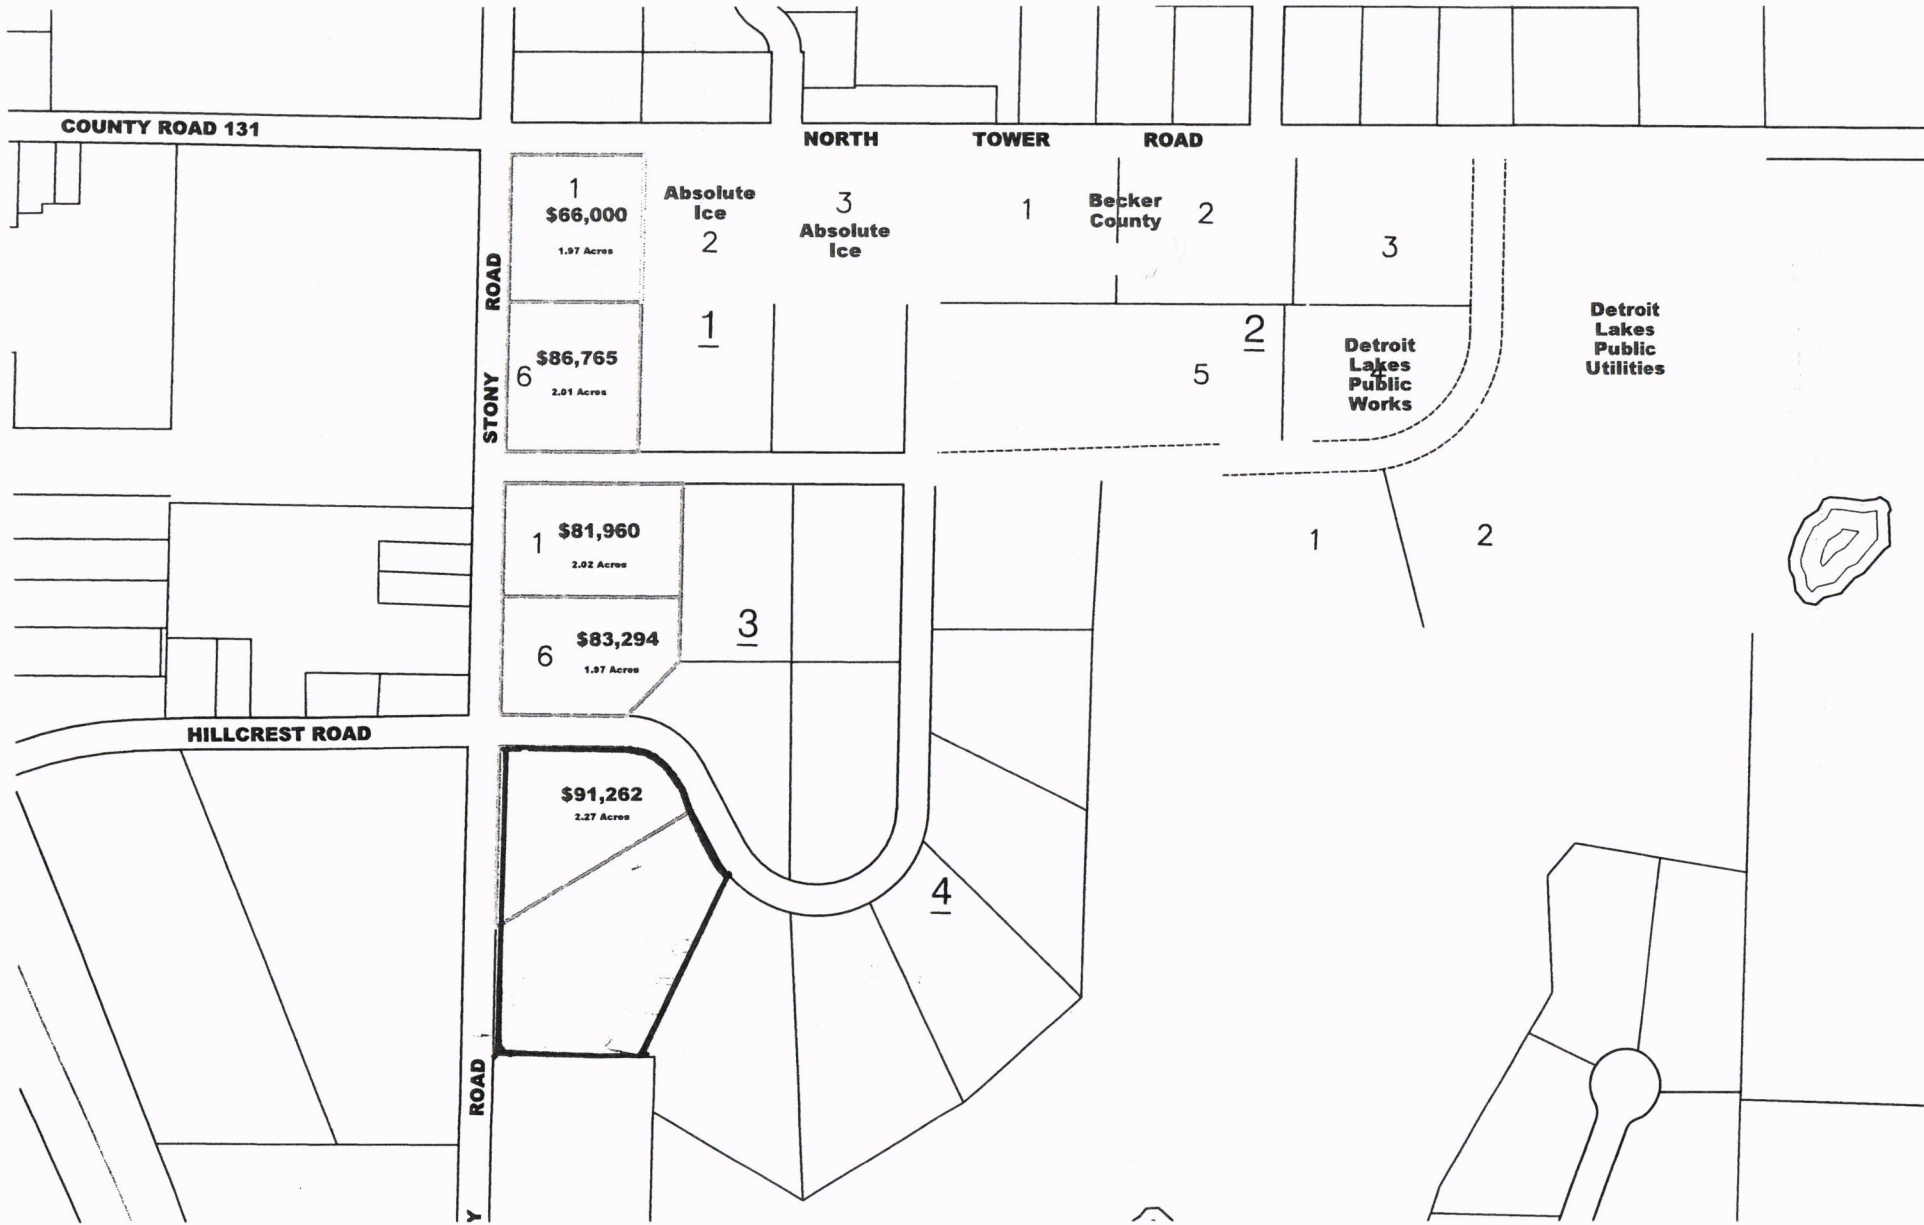 COUNTY ROAD 131
NORTH TOWER ROAD
STONY ROAD
1
$66,000
1.97 Acres
Absolute
Ice
2
3
Absolute
Ice
1
Becker
County
2
3
6
$86,765
2.01 Acres
1
2
5
Detroit
Lakes
Public
Works
4
Detroit
Lakes
Public
Utilities
1
$81,960
2.02 Acres
6
$83,294
1.97 Acres
3
1
2
HILLCREST ROAD
$91,262
2.27 Acres
4
ROAD
Y